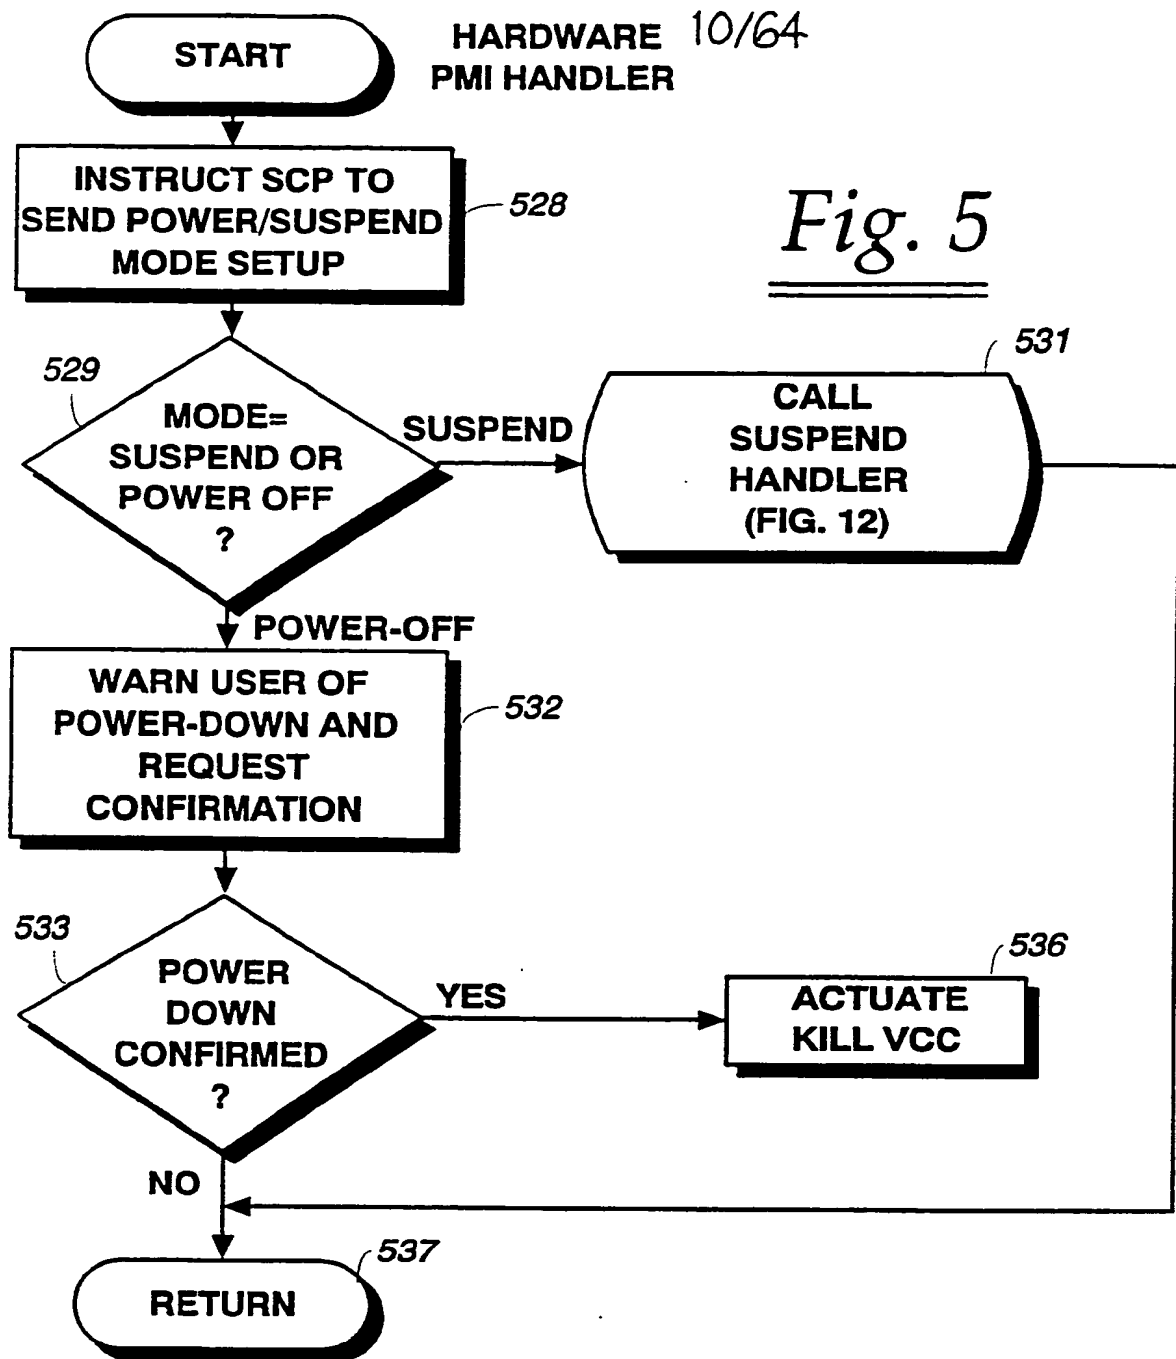 START
HARDWARE
PMI HANDLER
10/64
INSTRUCT SCP TO
SEND POWER/SUSPEND
MODE SETUP
528
Fig. 5
529
MODE=
SUSPEND OR
POWER OFF
?
SUSPEND
531
CALL
SUSPEND
HANDLER
(FIG. 12)
POWER-OFF
WARN USER OF
POWER-DOWN AND
REQUEST
CONFIRMATION
532
533
POWER
DOWN
CONFIRMED
?
YES
536
ACTUATE
KILL VCC
NO
RETURN
537